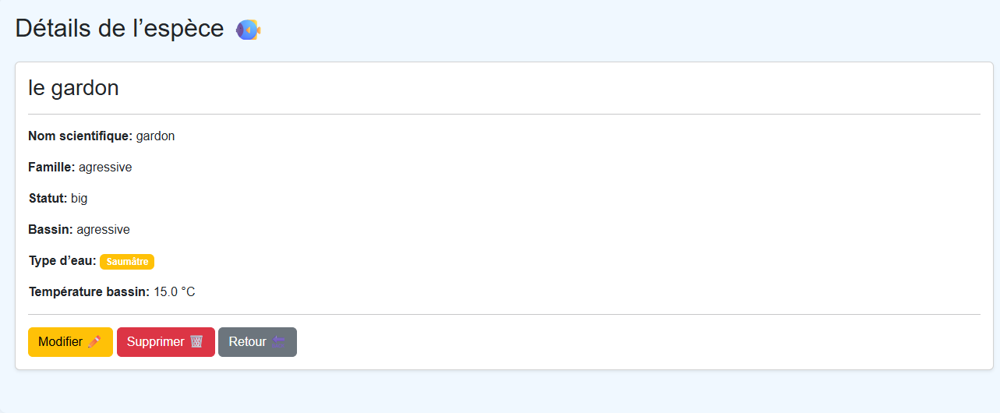 Détails de l’espèce
le gardon
Nom scientifique: gardon
Famille: agressive
Statut: big
Bassin: agressive
Type d’eau: Saumâtre
Température bassin: 15.0 °C
Modifier Supprimer Retour